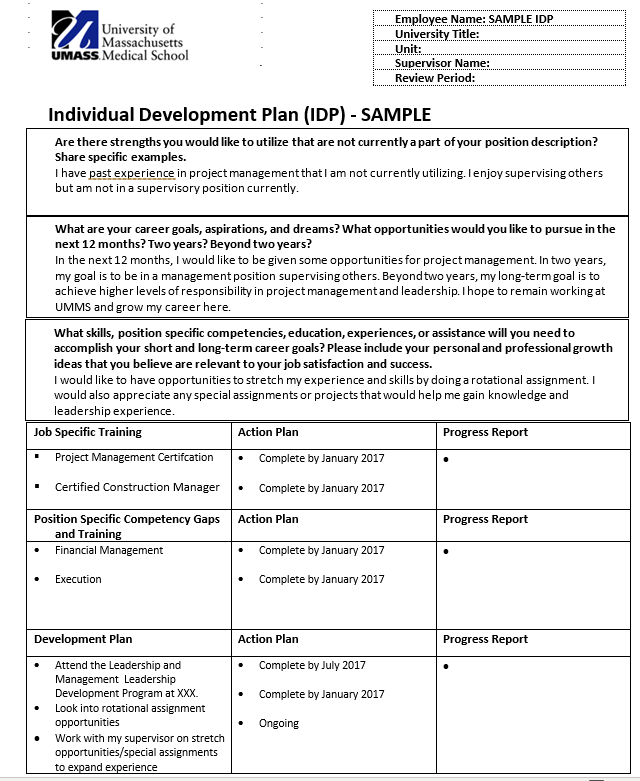 University of
Massachusetts
UMASS Medical School
Employee Name: SAMPLE IDP
University Title:
Unit:
Supervisor Name:
Review Period:
Individual Development Plan (IDP) - SAMPLE
Are there strengths you would like to utilize that are not currently a part of your position description?
Share specific examples.
I have past experience in project management that I am not currently utilizing. I enjoy supervising others
but am not in a supervisory position currently.
What are your career goals, aspirations, and dreams? What opportunities would you like to pursue in the
next 12 months? Two years? Beyond two years?
In the next 12 months, I would like to be given some opportunities for project management. In two years,
my goal is to be in a management position supervising others. Beyond two years, my long-term goal is to
achieve higher levels of responsibility in project management and leadership. I hope to remain working at
UMMS and grow my career here.
What skills, position specific competencies, education, experiences, or assistance will you need to
accomplish your short and long-term career goals? Please include your personal and professional growth
ideas that you believe are relevant to your job satisfaction and success.
I would like to have opportunities to stretch my experience and skills by doing a rotational assignment. I
would also appreciate any special assignments or projects that would help me gain knowledge and
leadership experience.
Job Specific Training
Action Plan
Progress Report
▪ Project Management Certifcation
• Complete by January 2017
•
▪ Certified Construction Manager
• Complete by January 2017
Position Specific Competency Gaps
and Training
Action Plan
Progress Report
• Financial Management
• Complete by January 2017
•
• Execution
• Complete by January 2017
Development Plan
Action Plan
Progress Report
• Attend the Leadership and
Management Leadership
Development Program at XXX.
• Look into rotational assignment
opportunities
• Work with my supervisor on stretch
opportunities/special assignments
to expand experience
• Complete by July 2017
• Complete by January 2017
• Ongoing
•